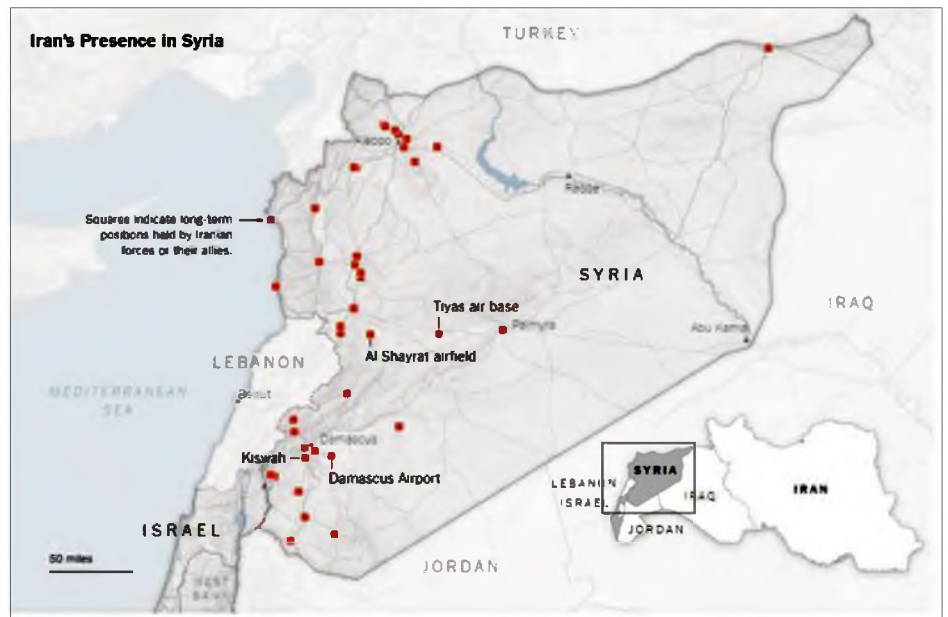 Iran's Presence in Syria
TURKEY
Aleppo
Raqqa
Squares indicate long-term
positions held by Iranian
forces or their allies.
SYRIA
IRAQ
Tiyas air base
Palmyra
Abu Kamal
Al Shayrat airfield
LEBANON
MEDITERRANEAN
SEA
Beirut
Damascus
Kiswah
Damascus Airport
ISRAEL
50 miles
WEST
BANK
JORDAN
SYRIA
LEBANON
ISRAEL
IRAQ
IRAN
JORDAN